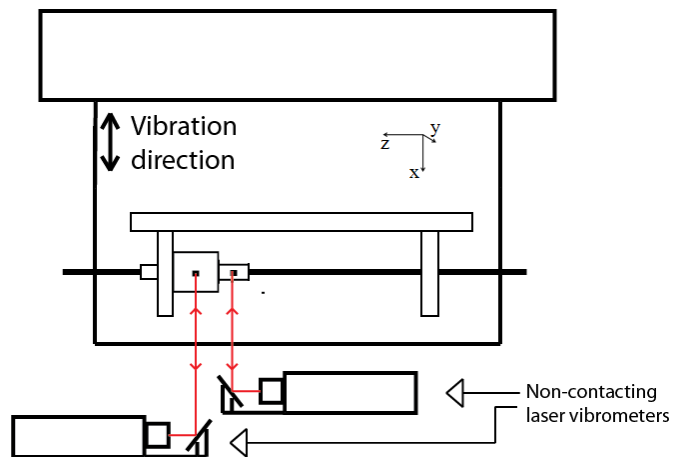 Vibration
direction
y
z
x
Non-contacting
laser vibrometers